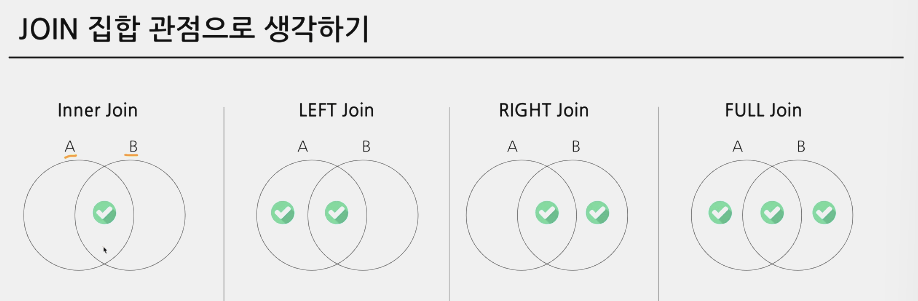 JOIN 집합 관점으로 생각하기
Inner Join
LEFT Join
RIGHT Join
FULL Join
A
B
A
B
A
B
A
B